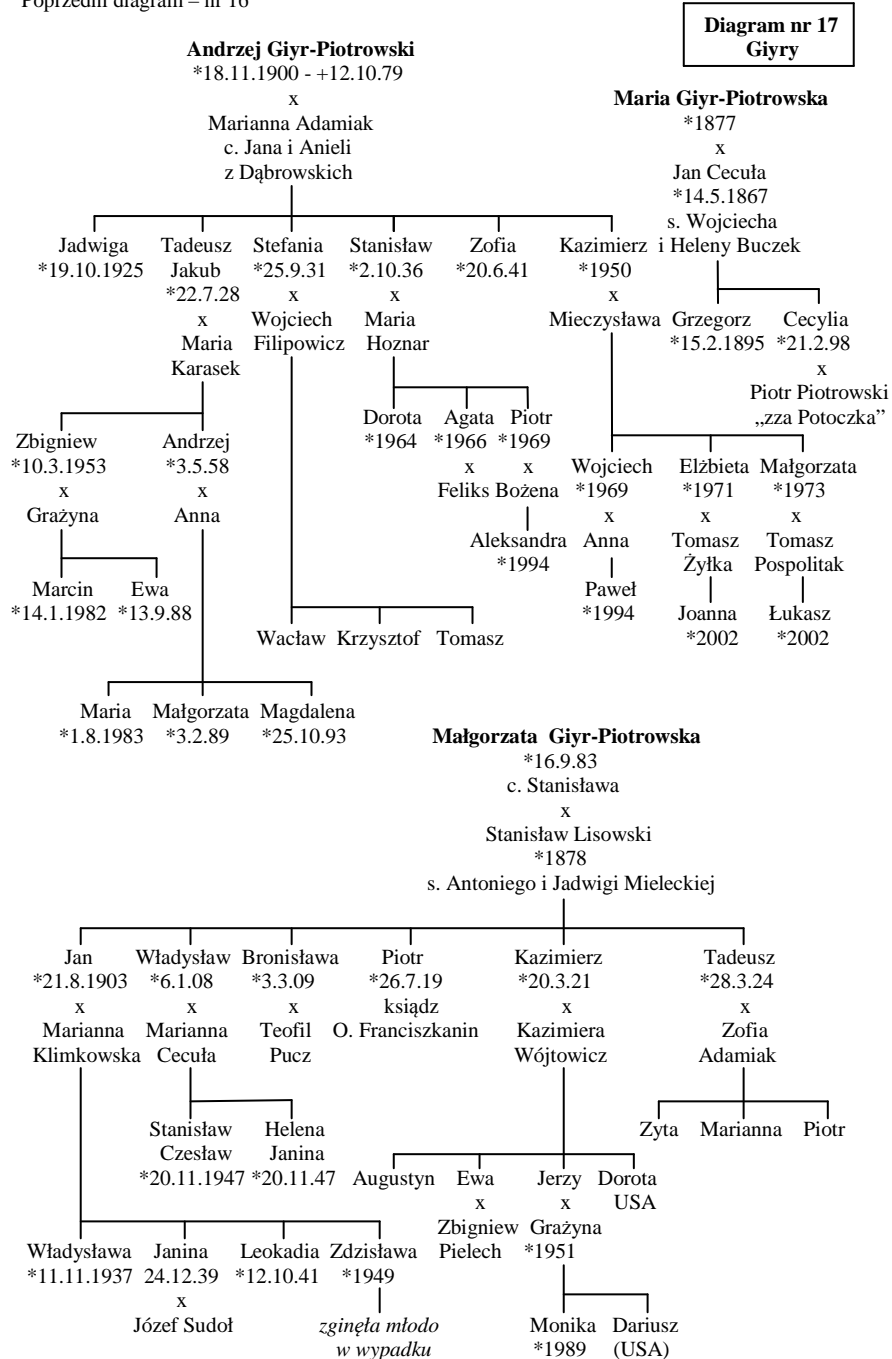 Poprzedni diagram – nr 16
Diagram nr 17
Giyry
Andrzej Giyr-Piotrowski
*18.11.1900 - +12.10.79
x
Marianna Adamiak
c. Jana i Anieli
z Dąbrowskich
Maria Giyr-Piotrowska
*1877
x
Jan Cecuła
*14.5.1867
s. Wojciecha
i Heleny Buczek
Jadwiga
*19.10.1925
Tadeusz
Jakub
*22.7.28
x
Maria
Karasek
Stefania
*25.9.31
x
Wojciech
Filipowicz
Stanisław
*2.10.36
x
Maria
Hoznar
Zofia
*20.6.41
Kazimierz
*1950
x
Mieczysława
Grzegorz
*15.2.1895
Cecylia
*21.2.98
x
Piotr Piotrowski
„zza Potoczka”
Zbigniew
*10.3.1953
x
Grażyna
Andrzej
*3.5.58
x
Anna
Dorota
*1964
Agata
*1966
x
Feliks
Piotr
*1969
x
Bożena
Aleksandra
*1994
Wojciech
*1969
x
Anna
Paweł
*1994
Elżbieta
*1971
x
Tomasz
Żyłka
Joanna
*2002
Małgorzata
*1973
x
Tomasz
Pospolitak
Łukasz
*2002
Marcin
*14.1.1982
Ewa
*13.9.88
Wacław Krzysztof Tomasz
Maria
*1.8.1983
Małgorzata
*3.2.89
Magdalena
*25.10.93
Małgorzata Giyr-Piotrowska
*16.9.83
c. Stanisława
x
Stanisław Lisowski
*1878
s. Antoniego i Jadwigi Mieleckiej
Jan
*21.8.1903
x
Marianna
Klimkowska
Władysław
*6.1.08
x
Marianna
Cecuła
Bronisława
*3.3.09
x
Teofil
Pucz
Piotr
*26.7.19
ksiądz
O. Franciszkanin
Kazimierz
*20.3.21
x
Kazimiera
Wójtowicz
Tadeusz
*28.3.24
x
Zofia
Adamiak
Stanisław
Czesław
*20.11.1947
Helena
Janina
*20.11.47
Zyta Marianna Piotr
Augustyn
Ewa
x
Zbigniew
Pielech
Jerzy
x
Grażyna
*1951
Dorota
USA
Władysława
*11.11.1937
Janina
24.12.39
x
Józef Sudoł
Leokadia
*12.10.41
Zdzisława
*1949
zginęła młodo
w wypadku
Monika
*1989
Dariusz
(USA)